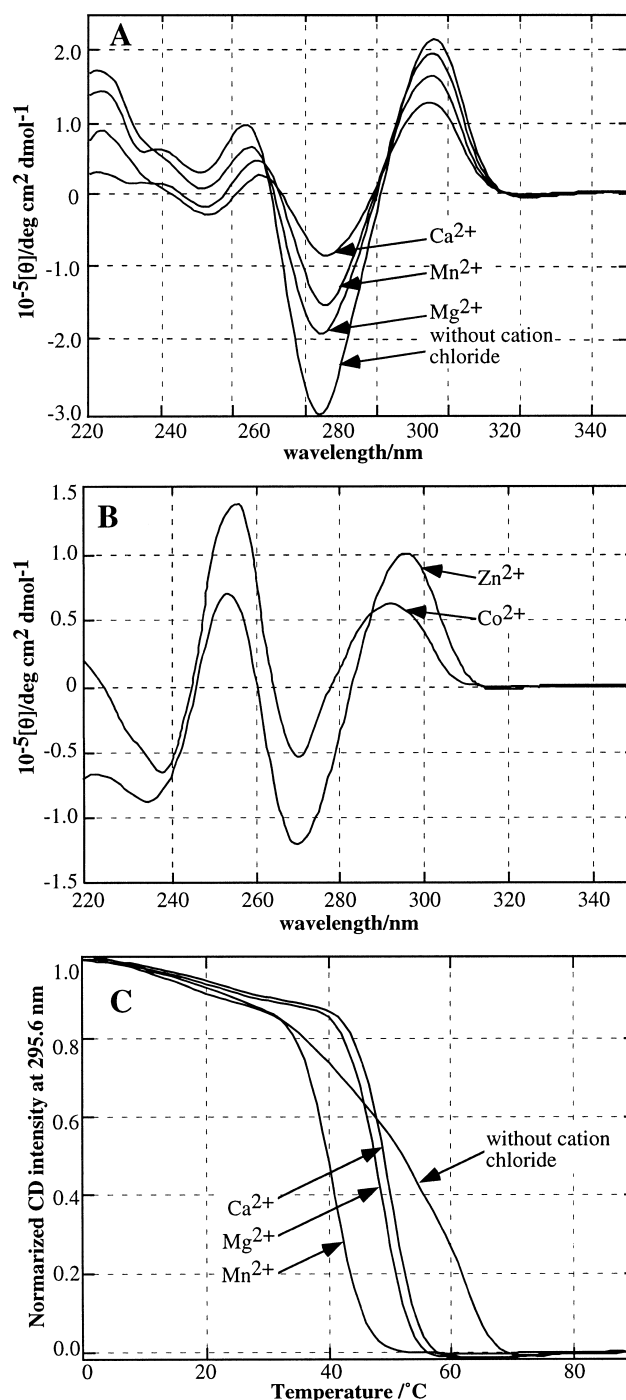 A
10-5[θ]/deg cm2 dmol-1
2.0
1.0
0
-1.0
-2.0
-3.0
Ca2+
Mn2+
Mg2+
without cation
chloride
220 240 260 280 300 320 340
wavelength/nm
B
10-5[θ]/deg cm2 dmol-1
1.5
1.0
0.5
0
-0.5
-1.0
-1.5
Zn2+
Co2+
220 240 260 280 300 320 340
wavelength/nm
C
Normarized CD intensity at 295.6 nm
1.0
0.8
0.6
0.4
0.2
0.0
without cation
chloride
Ca2+
Mg2+
Mn2+
0 20 40 60 80
Temperature /°C